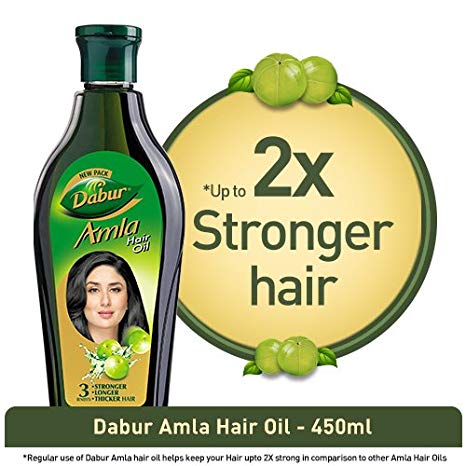 NEW PACK
Dabur®
Amla
Hair
Oil
3 BENEFITS
•STRONGER
•LONGER
•THICKER HAIR
*Up to 2x
Stronger
hair
Dabur Amla Hair Oil - 450ml
*Regular use of Dabur Amla hair oil helps keep your Hair upto 2X strong in comparison to other Amla Hair Oils